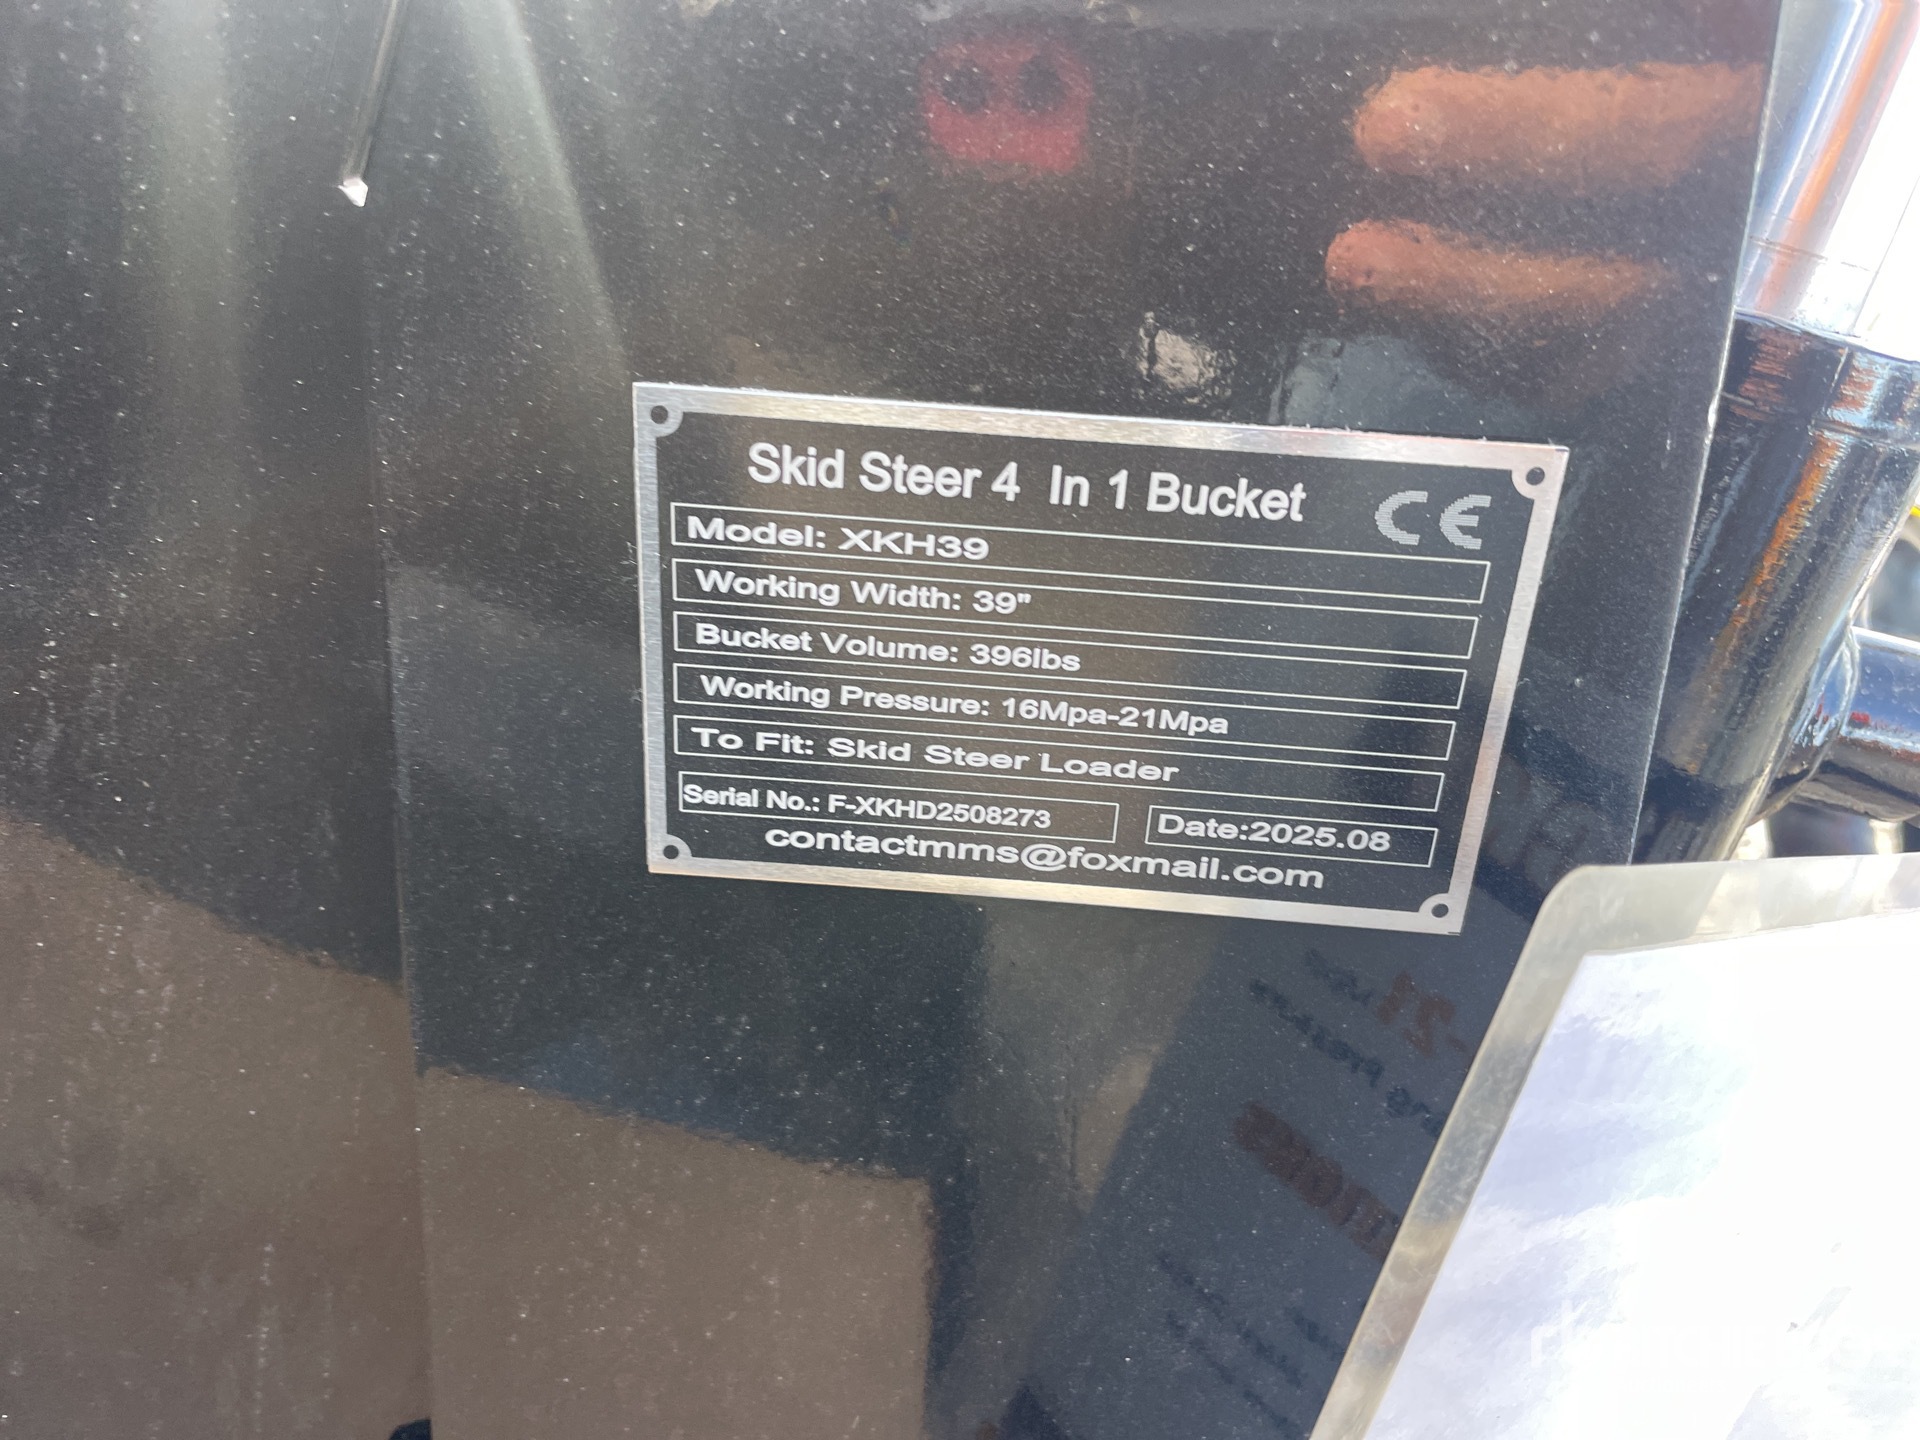 Skid Steer 4 In 1 Bucket
CE
Model: XKH39
Working Width: 39"
Bucket Volume: 396lbs
Working Pressure: 16Mpa-21Mpa
To Fit: Skid Steer Loader
Serial No.: F-XKHD2508273
Date:2025.08
contactmms@foxmail.com